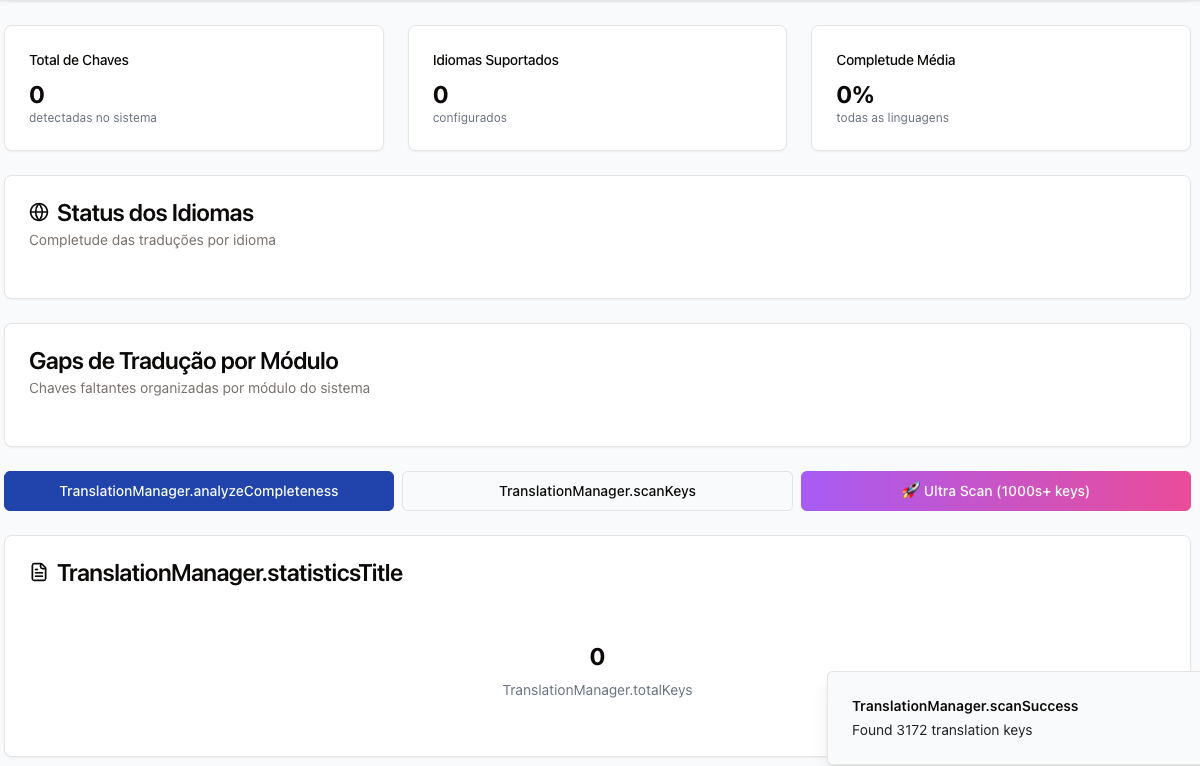 Total de Chaves
0
detectadas no sistema
Idiomas Suportados
0
configurados
Completude Média
0%
todas as linguagens
Status dos Idiomas
Completude das traduções por idioma
Gaps de Tradução por Módulo
Chaves faltantes organizadas por módulo do sistema
TranslationManager.analyzeCompleteness
TranslationManager.scanKeys
🚀 Ultra Scan (1000s+ keys)
TranslationManager.statisticsTitle
0
TranslationManager.totalKeys
TranslationManager.scanSuccess
Found 3172 translation keys